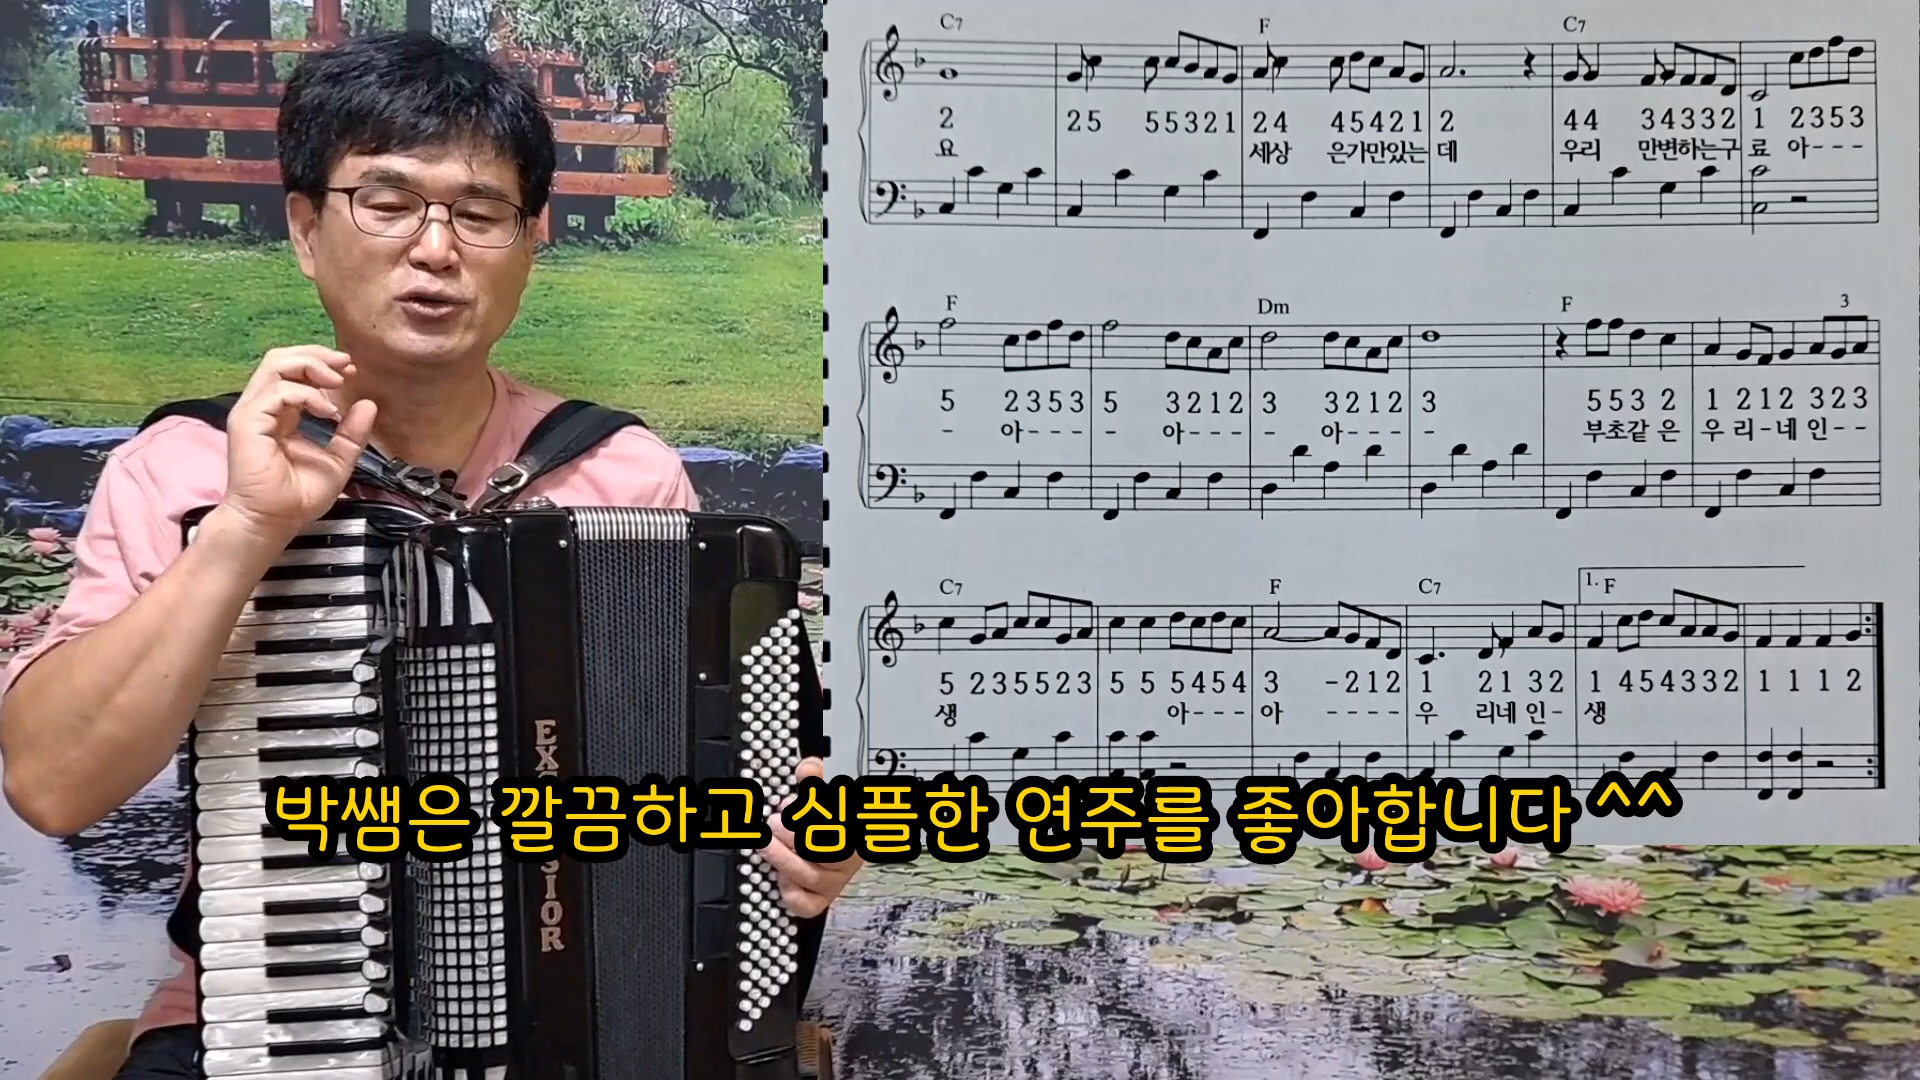 C7 F C7
2 25 55321 24 45421 2 44 34332 1 2353
요 세상 은가만있는 데 우리 만변하는구 료 아- - -
F Dm F 3
5 2353 5 3212 3 3212 3 553 2 1 212 323
- 아- - - - 아- - - - 아- - - - 부초같 은 우 리-네 인- -
C7 F C7 1. F
5 235523 5 5 5454 3 -212 1 21 32 1 454332 1 1 1 2
생 아- - - 아 - - - - 우 리네 인- 생
EXCELSIOR
박쌤은 깔끔하고 심플한 연주를 좋아합니다 ^^